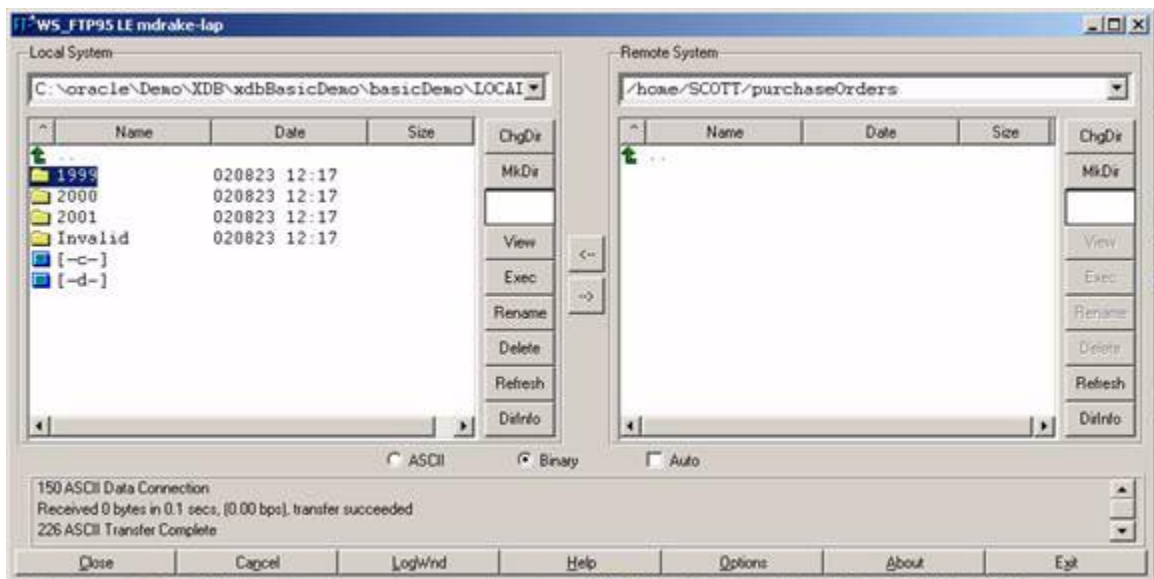 WS_FTP95 LE mdrake-lap
Local System
C:\oracle\Demo\XDB\xdbBasicDemo\basicDemo\LOCAL
^ Name Date Size
..
1999 020823 12:17
2000 020823 12:17
2001 020823 12:17
Invalid 020823 12:17
[-c-]
[-d-]
ChgDir
MkDir
View
Exec
Rename
Delete
Refresh
DirInfo
<--
-->
Remote System
/home/SCOTT/purchaseOrders
^ Name Date Size
..
ChgDir
MkDir
View
Exec
Rename
Delete
Refresh
DirInfo
ASCII Binary Auto
150 ASCII Data Connection
Received 0 bytes in 0.1 secs, (0.00 bps), transfer succeeded
226 ASCII Transfer Complete
Close Cancel LogWnd Help Options About Exit